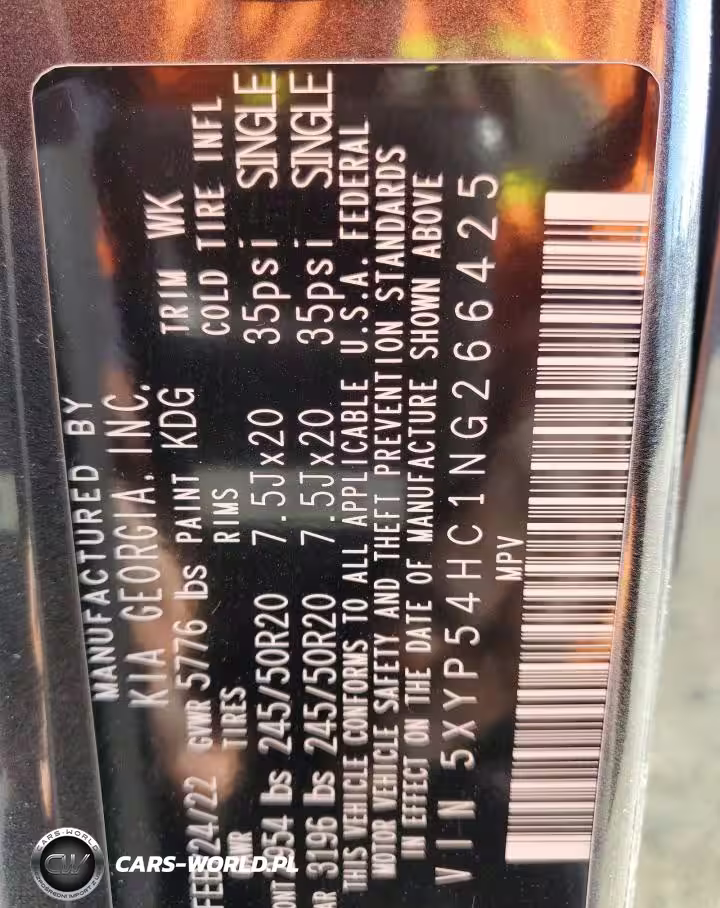 MANUFACTURED BY
KIA GEORGIA, INC.
FEB/24/22 GVWR 5776 lbs PAINT KDG TRIM WK
TIRES RIMS COLD TIRE INFL
954 lbs 245/50R20 7.5Jx20 35psi SINGLE
3196 lbs 245/50R20 7.5Jx20 35psi SINGLE
THIS VEHICLE CONFORMS TO ALL APPLICABLE U.S.A. FEDERAL
MOTOR VEHICLE SAFETY AND THEFT PREVENTION STANDARDS
IN EFFECT ON THE DATE OF MANUFACTURE SHOWN ABOVE
VIN 5XYP54HC1NG266425
MPV
CARS-WORLD
CW
CARS-WORLD.PL